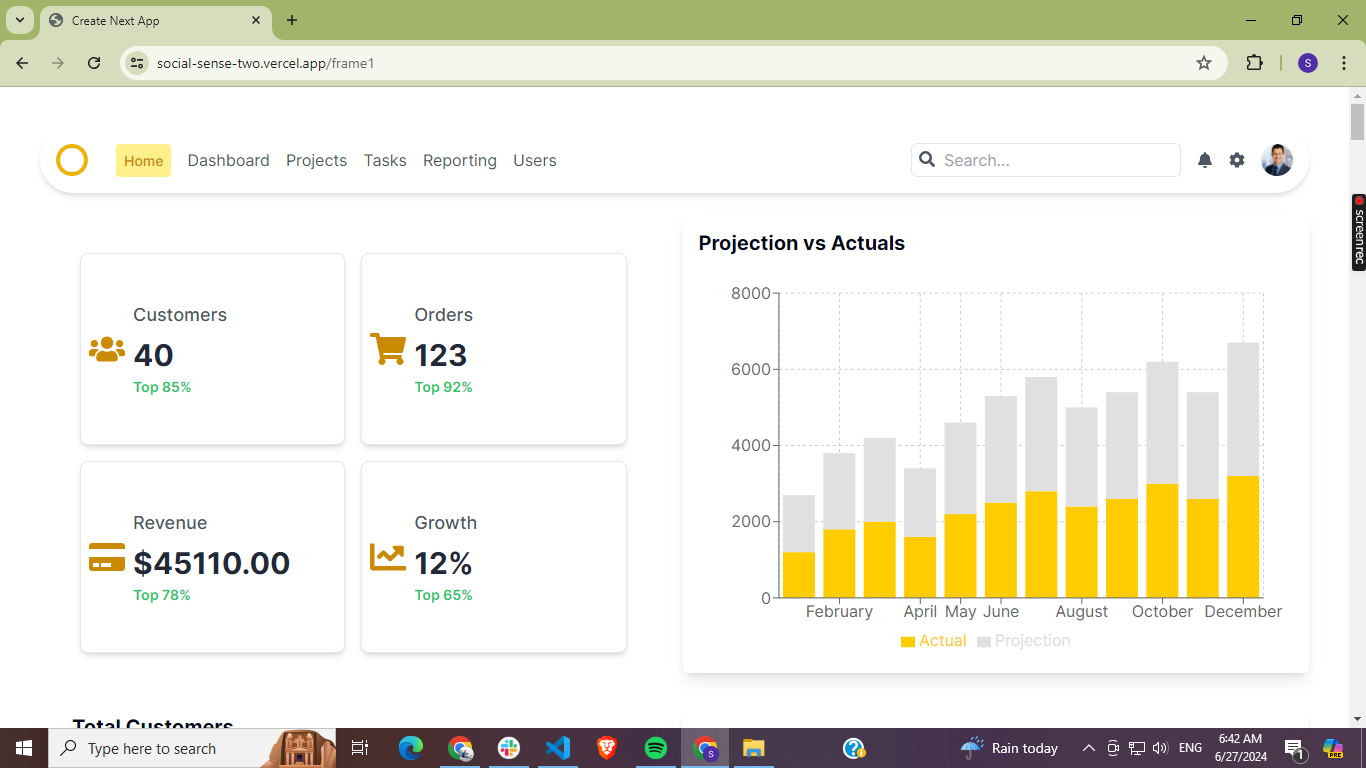 Create Next App
social-sense-two.vercel.app/frame1
S
Home Dashboard Projects Tasks Reporting Users Search...
screenrec
Customers
40
Top 85%
Orders
123
Top 92%
Revenue
$45110.00
Top 78%
Growth
12%
Top 65%
Projection vs Actuals
8000
6000
4000
2000
0
February April May June August October December
Actual Projection
Total Customers
Type here to search
Rain today
ENG
6:42 AM
6/27/2024
1
PRE